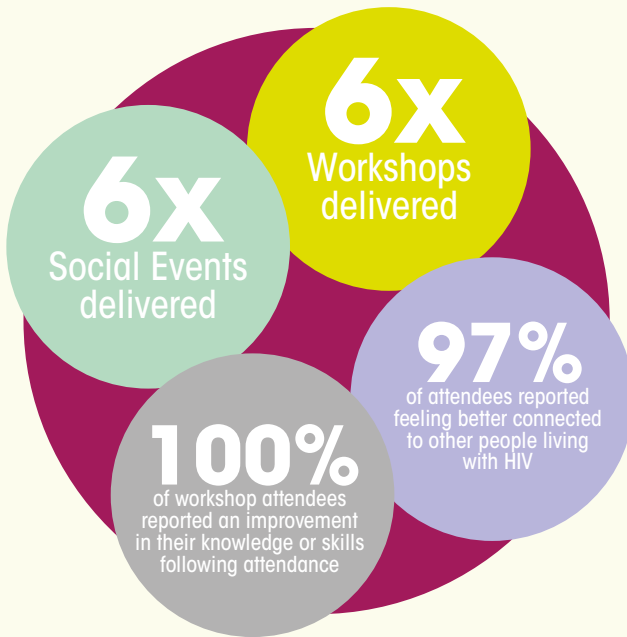 6x
Workshops
delivered
6x
Social Events
delivered
97%
of attendees reported
feeling better connected
to other people living
with HIV
100%
of workshop attendees
reported an improvement
in their knowledge or skills
following attendance